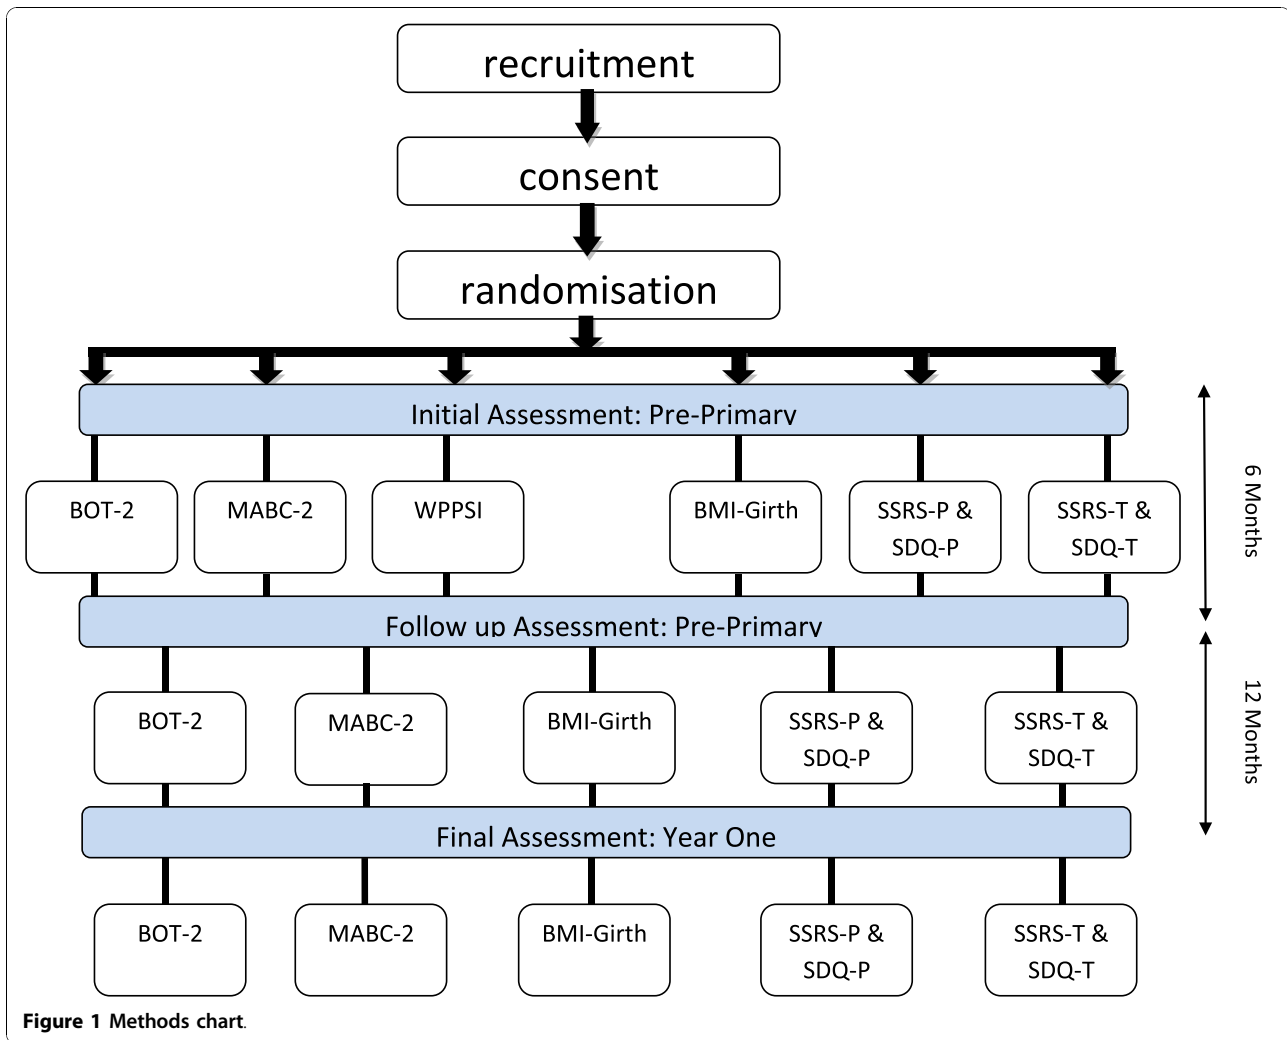 recruitment
consent
randomisation
Initial Assessment: Pre-Primary
BOT-2
MABC-2
WPPSI
BMI-Girth
SSRS-P &
SDQ-P
SSRS-T &
SDQ-T
6 Months
Follow up Assessment: Pre-Primary
BOT-2
MABC-2
BMI-Girth
SSRS-P &
SDQ-P
SSRS-T &
SDQ-T
12 Months
Final Assessment: Year One
BOT-2
MABC-2
BMI-Girth
SSRS-P &
SDQ-P
SSRS-T &
SDQ-T
Figure 1 Methods chart.